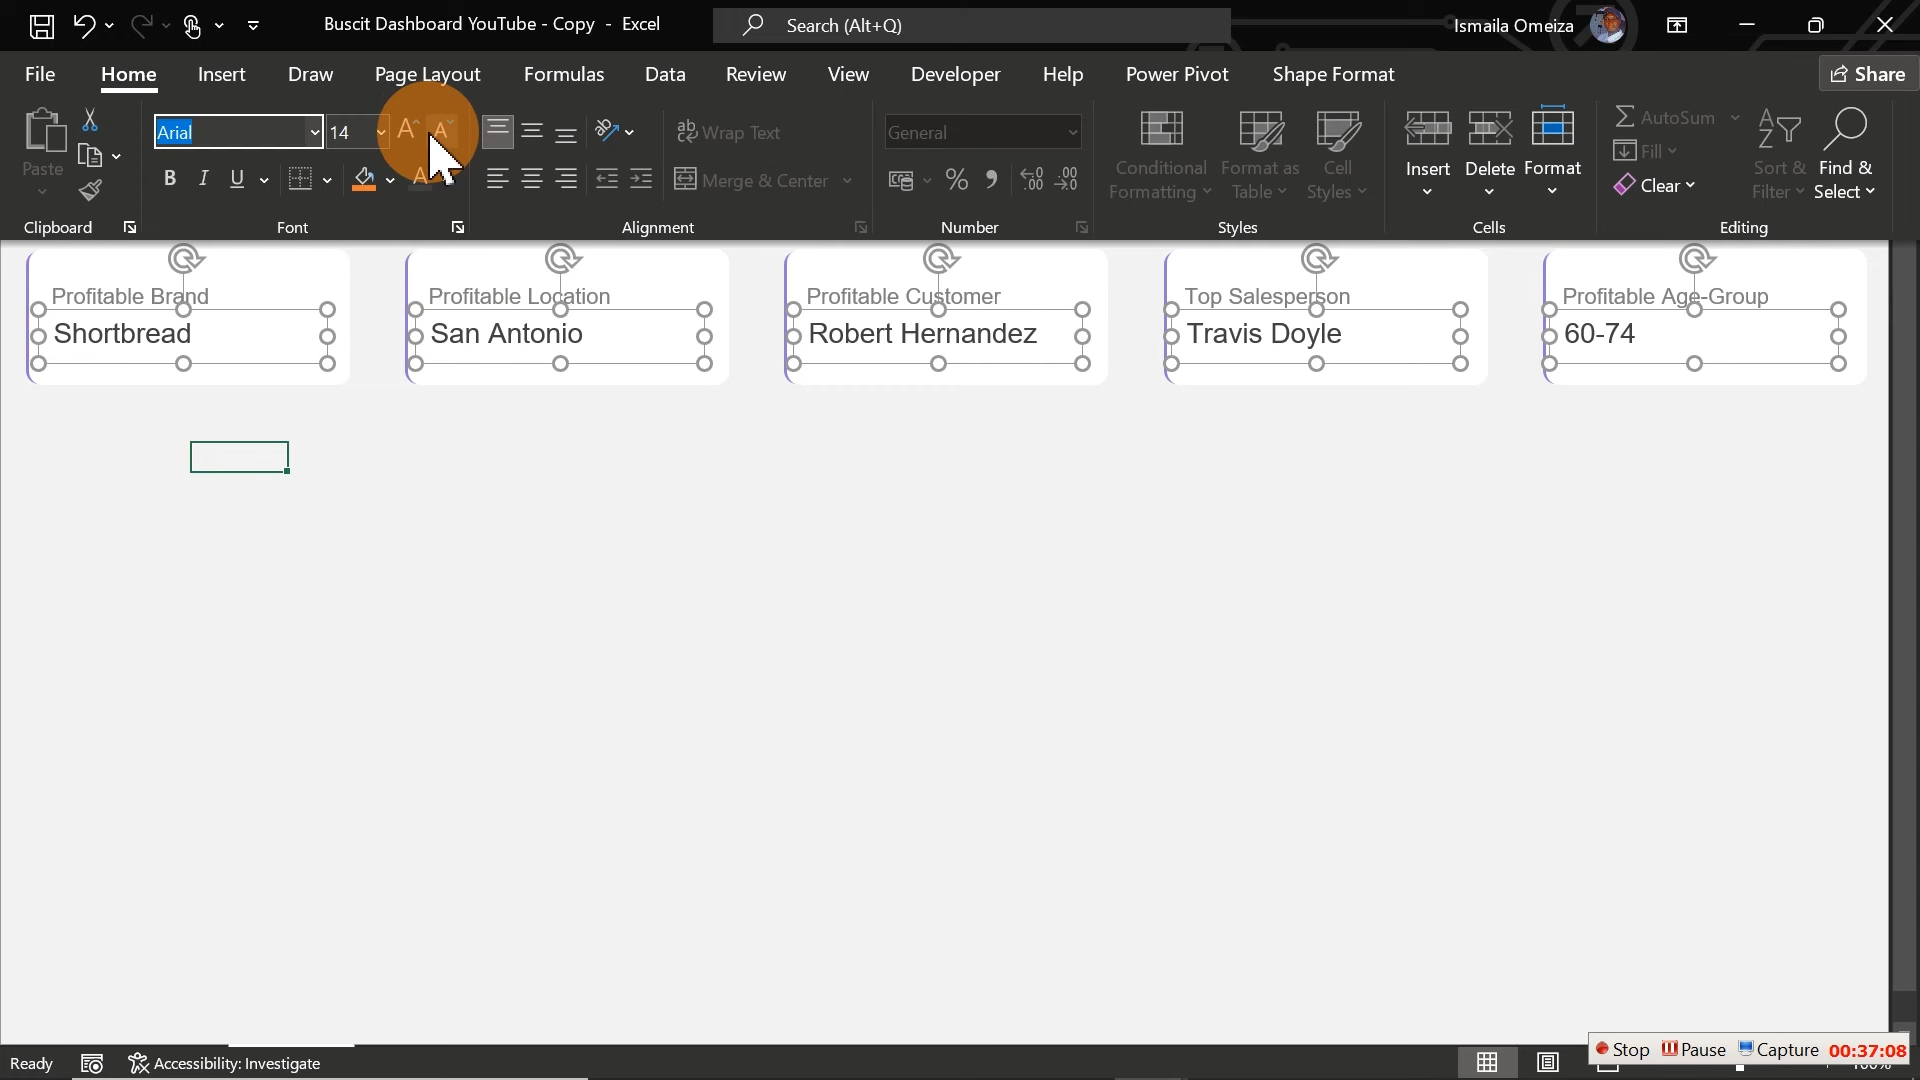 Buscit Dashboard YouTube - Copy - Excel
Search (Alt+Q)
Ismaila Omeiza
File Home Insert Draw Page Layout Formulas Data Review View Developer Help Power Pivot Shape Format Share
Paste
Clipboard
Arial 14
B I U
Font
Wrap Text
Merge & Center
Alignment
General
Number
Conditional Formatting
Format as Table
Cell Styles
Styles
Insert
Delete
Format
Cells
AutoSum
Fill
Clear
Sort & Filter
Find & Select
Editing
Profitable Brand
Shortbread
Profitable Location
San Antonio
Profitable Customer
Robert Hernandez
Top Salesperson
Travis Doyle
Profitable Age-Group
60-74
Ready
Accessibility: Investigate
Stop Pause Capture 00:37:08